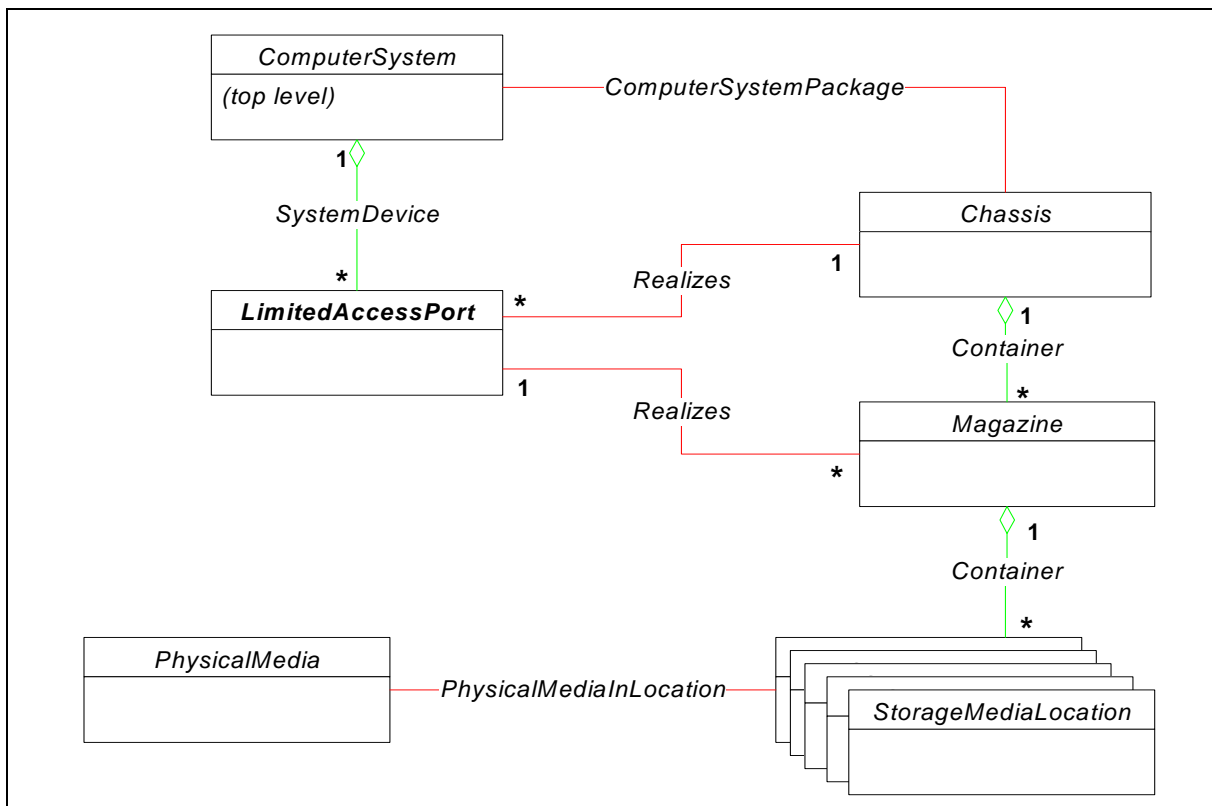 ComputerSystem
(top level)
ComputerSystemPackage
1
SystemDevice
*
Chassis
1
Realizes
*
LimitedAccessPort
1
Container
*
1
Realizes
*
Magazine
1
Container
*
PhysicalMedia
PhysicalMediaInLocation
StorageMediaLocation